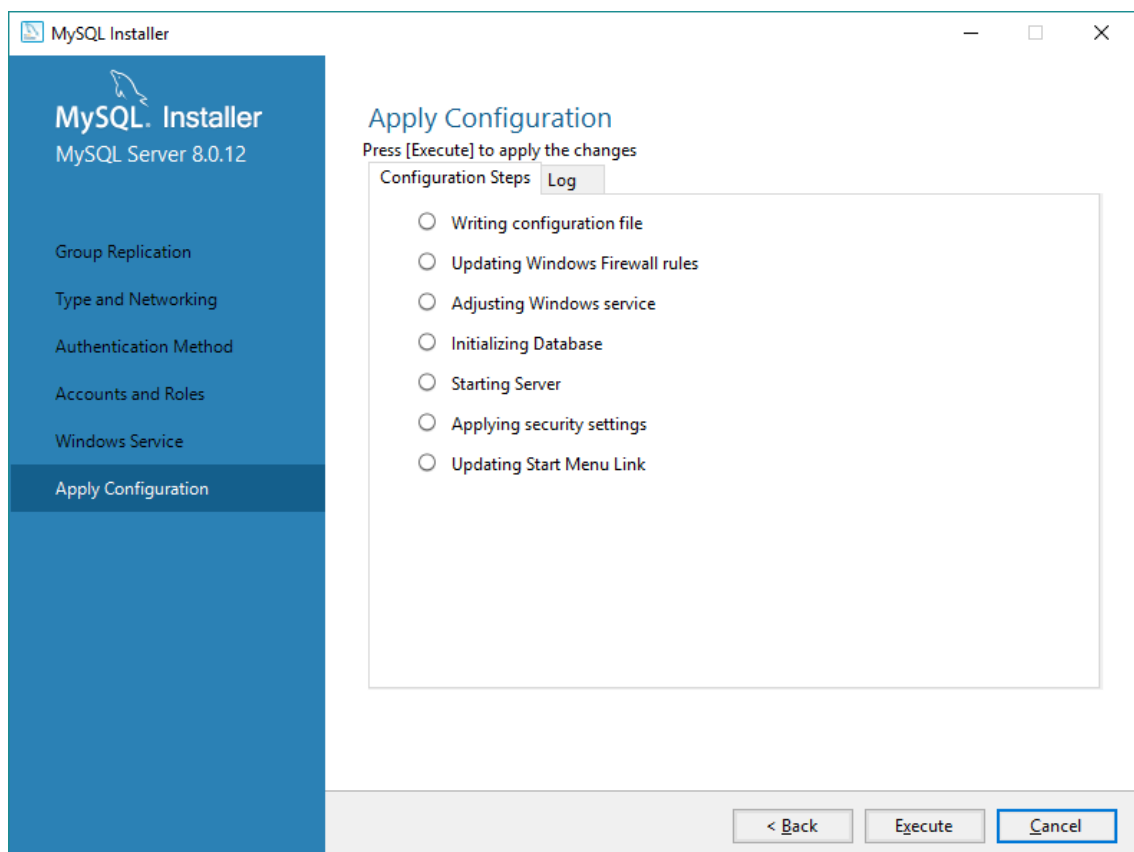 MySQL Installer
MySQL. Installer
MySQL Server 8.0.12
Group Replication
Type and Networking
Authentication Method
Accounts and Roles
Windows Service
Apply Configuration
Apply Configuration
Press [Execute] to apply the changes
Configuration Steps Log
Writing configuration file
Updating Windows Firewall rules
Adjusting Windows service
Initializing Database
Starting Server
Applying security settings
Updating Start Menu Link
< Back Execute Cancel